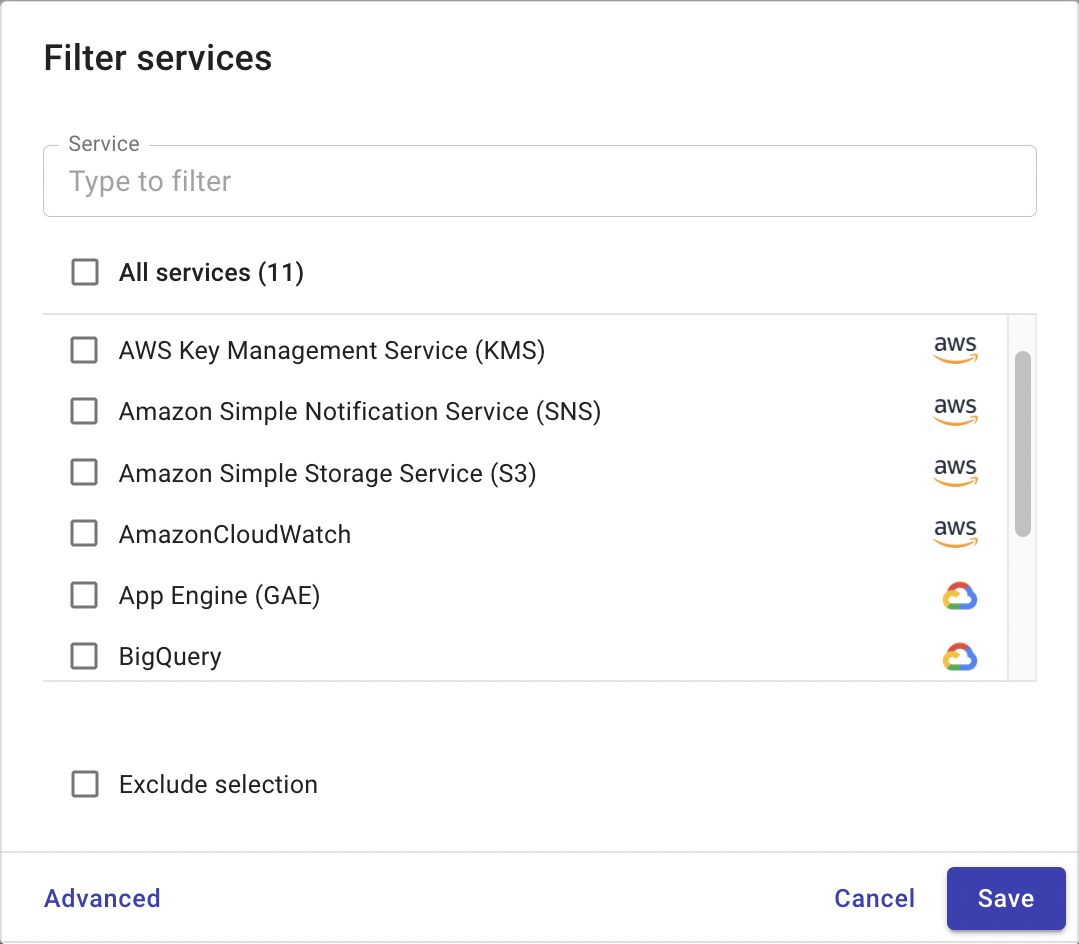 Filter services
Service
Type to filter
All services (11)
AWS Key Management Service (KMS)
aws
Amazon Simple Notification Service (SNS)
aws
Amazon Simple Storage Service (S3)
aws
AmazonCloudWatch
aws
App Engine (GAE)
BigQuery
Exclude selection
Advanced
Cancel
Save